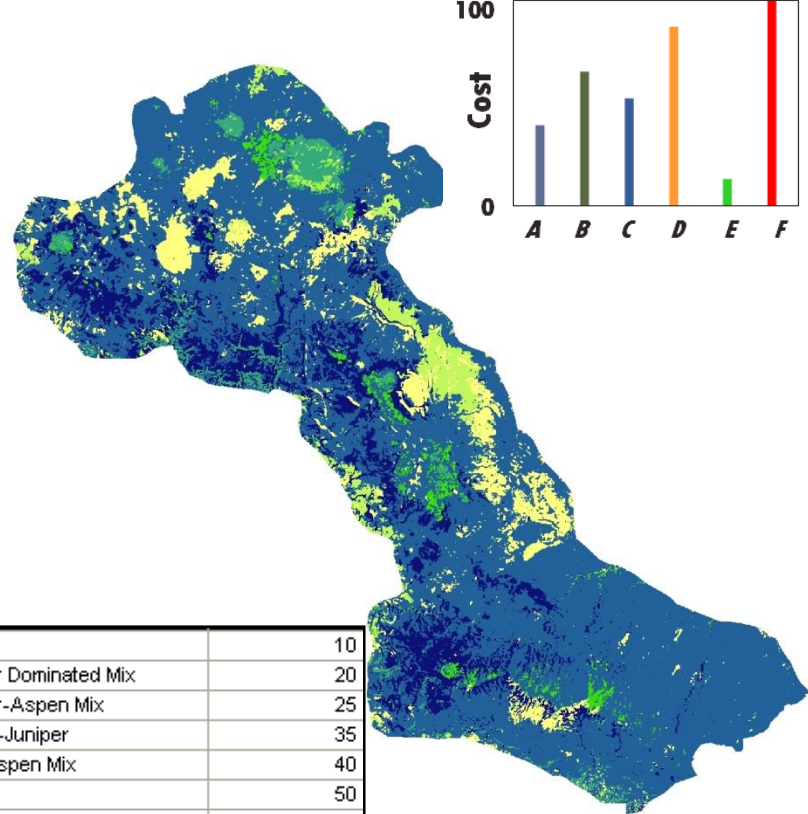 100
Cost
0
A B C D E F
10
r Dominated Mix 20
r-Aspen Mix 25
-Juniper 35
spen Mix 40
50